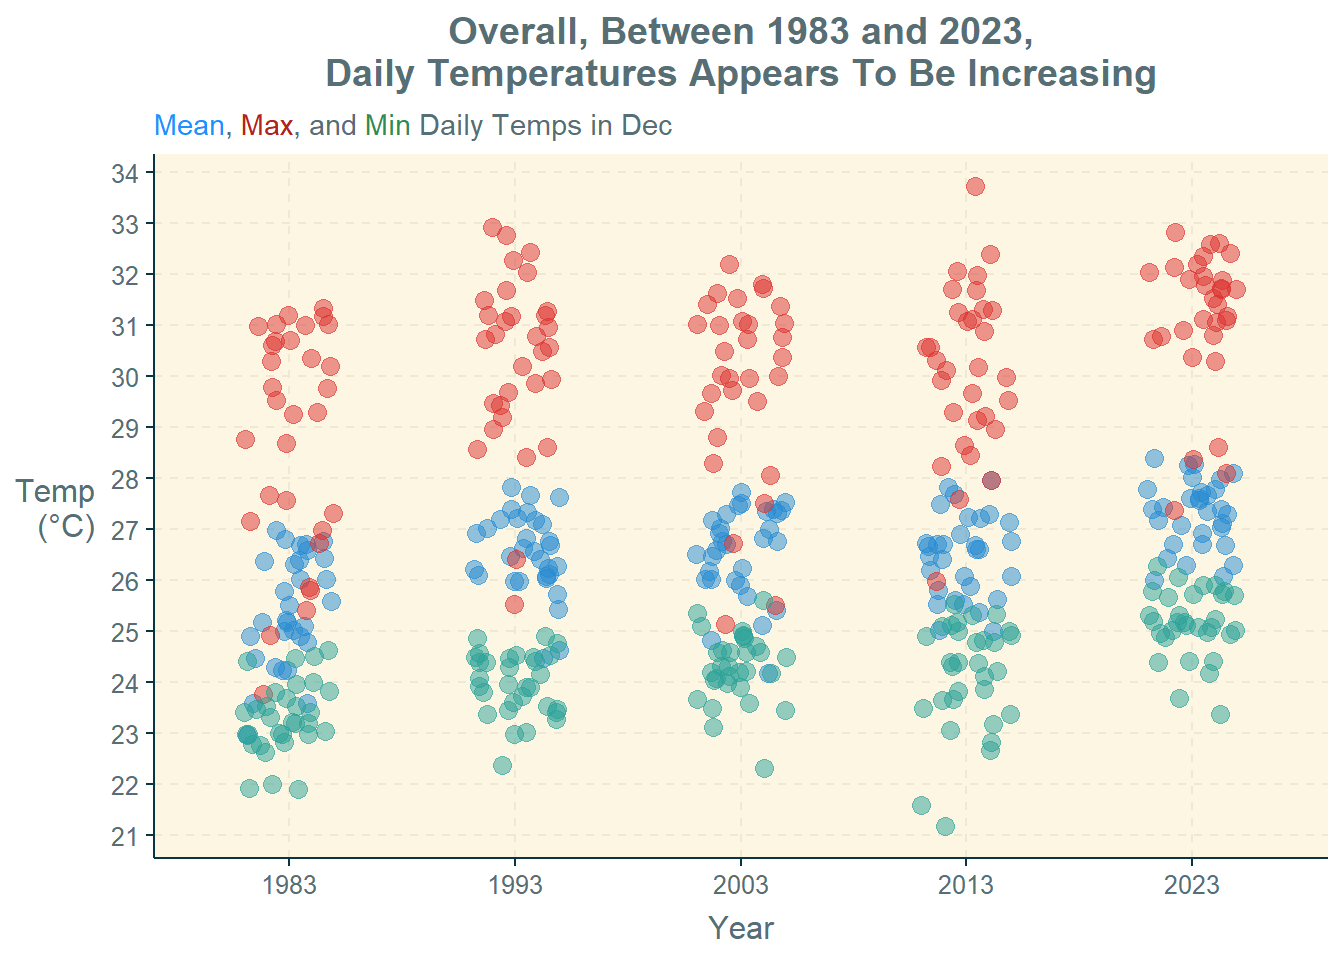 Overall, Between 1983 and 2023,
Daily Temperatures Appears To Be Increasing
Mean, Max, and Min Daily Temps in Dec
34
33
32
31
30
29
28
Temp
(°C)
27
26
25
24
23
22
21
1983 1993 2003 2013 2023
Year